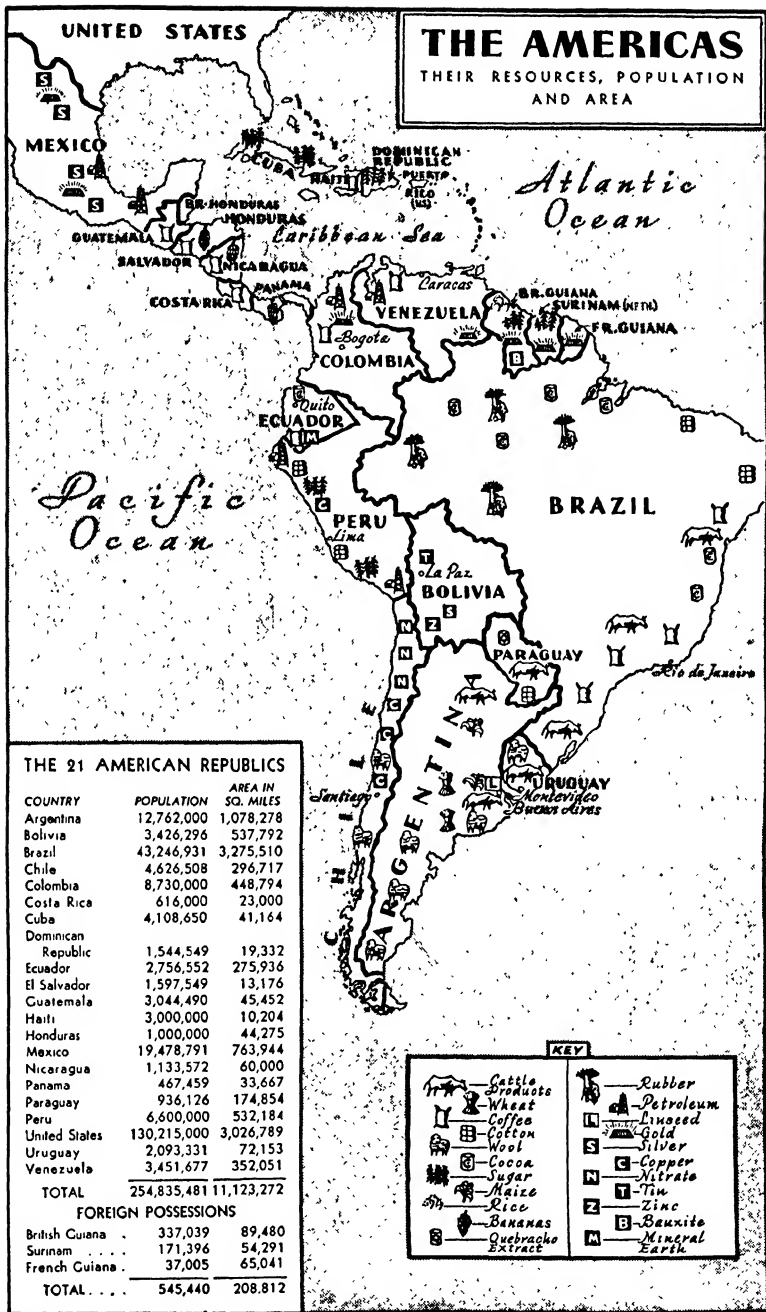 THE AMERICAS
THEIR RESOURCES, POPULATION
AND AREA
UNITED STATES
S
S
MEXICO
S
S
CUBA
HAITI
DOMINICAN
REPUBLIC
PUERTO
RICO
(U.S.)
Atlantic
Ocean
BR. HONDURAS
HONDURAS
GUATEMALA
SALVADOR
NICARAGUA
Caribbean Sea
COSTA RICA
PANAMA
Caracas
VENEZUELA
BR. GUIANA
SURINAM (NETH.)
FR. GUIANA
B
Bogota
COLOMBIA
Quito
ECUADOR
M
Pacific
Ocean
C
PERU
Lima
BRAZIL
T
La Paz
BOLIVIA
S
Z
N
N
N
PARAGUAY
Rio de Janeiro
C
C
C
CHILE
Santiago
ARGENTINA
L
URUGUAY
Montevideo
Buenos Aires
THE 21 AMERICAN REPUBLICS
COUNTRY POPULATION AREA IN SQ. MILES
Argentina 12,762,000 1,078,278
Bolivia 3,426,296 537,792
Brazil 43,246,931 3,275,510
Chile 4,626,508 296,717
Colombia 8,730,000 448,794
Costa Rica 616,000 23,000
Cuba 4,108,650 41,164
Dominican
Republic 1,544,549 19,332
Ecuador 2,756,552 275,936
El Salvador 1,597,549 13,176
Guatemala 3,044,490 45,452
Haiti 3,000,000 10,204
Honduras 1,000,000 44,275
Mexico 19,478,791 763,944
Nicaragua 1,133,572 60,000
Panama 467,459 33,667
Paraguay 936,126 174,854
Peru 6,600,000 532,184
United States 130,215,000 3,026,789
Uruguay 2,093,331 72,153
Venezuela 3,451,677 352,051
TOTAL 254,835,481 11,123,272
FOREIGN POSSESSIONS
British Guiana . 337,039 89,480
Surinam .... 171,396 54,291
French Guiana . 37,005 65,041
TOTAL.... 545,440 208,812
KEY
Cattle
Products
Wheat
Coffee
Cotton
Wool
Cocoa
Sugar
Maize
Rice
Bananas
Quebracho
Extract
Rubber
Petroleum
L Linseed
Gold
S Silver
C Copper
N Nitrate
T Tin
Z Zinc
B Bauxite
M Mineral
Earth